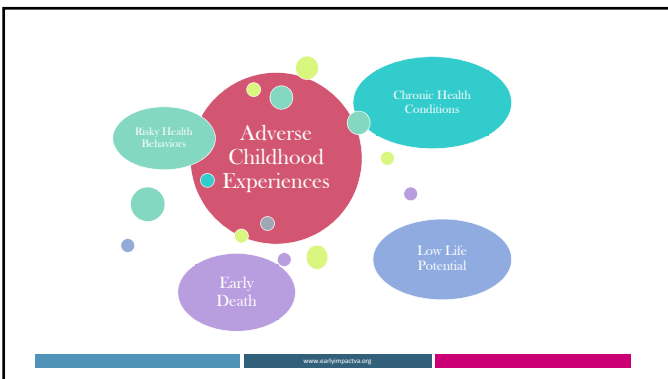 Chronic Health
Conditions
Risky Health
Behaviors
Adverse
Childhood
Experiences
Low Life
Potential
Early
Death
www.earlyimpactva.org